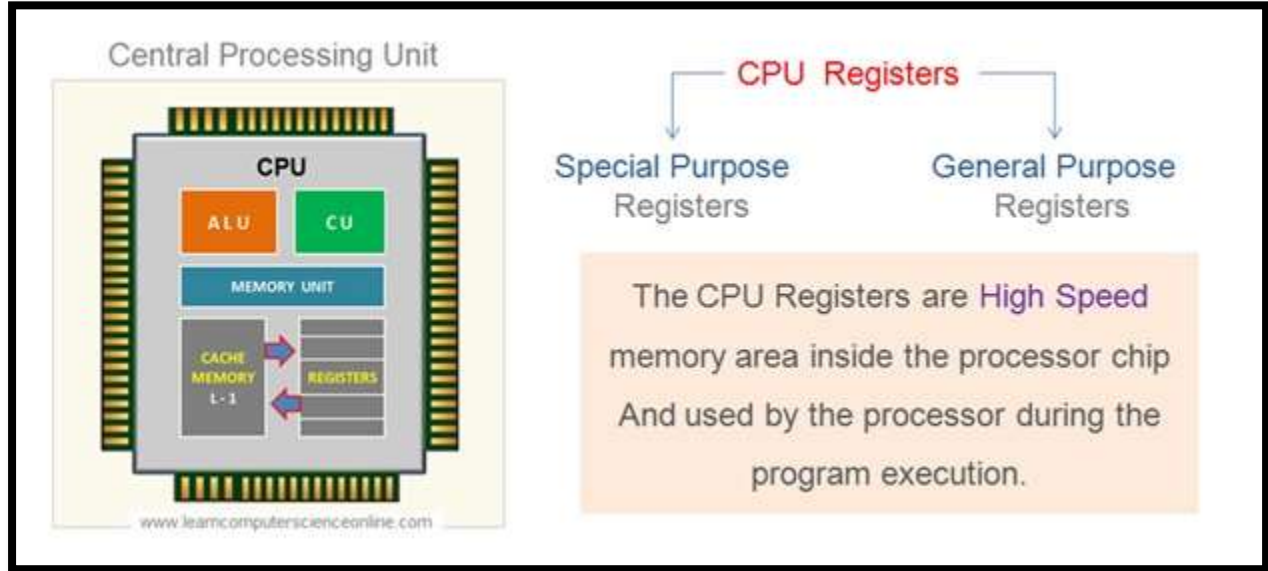 Central Processing Unit
CPU
ALU
CU
MEMORY UNIT
CACHE
MEMORY
L - 1
REGISTERS
www.learncomputerscienceonline.com
CPU Registers
Special Purpose
Registers
General Purpose
Registers
The CPU Registers are High Speed
memory area inside the processor chip
And used by the processor during the
program execution.